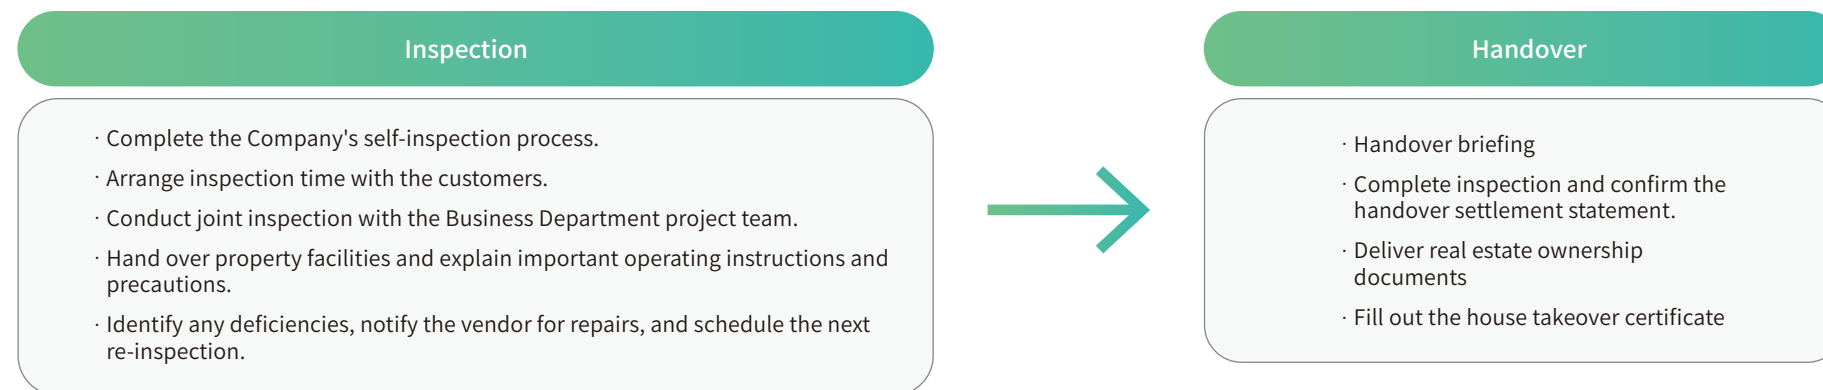 Inspection
· Complete the Company's self-inspection process.
· Arrange inspection time with the customers.
· Conduct joint inspection with the Business Department project team.
· Hand over property facilities and explain important operating instructions and
precautions.
· Identify any deficiencies, notify the vendor for repairs, and schedule the next
re-inspection.
Handover
· Handover briefing
· Complete inspection and confirm the
handover settlement statement.
· Deliver real estate ownership
documents
· Fill out the house takeover certificate